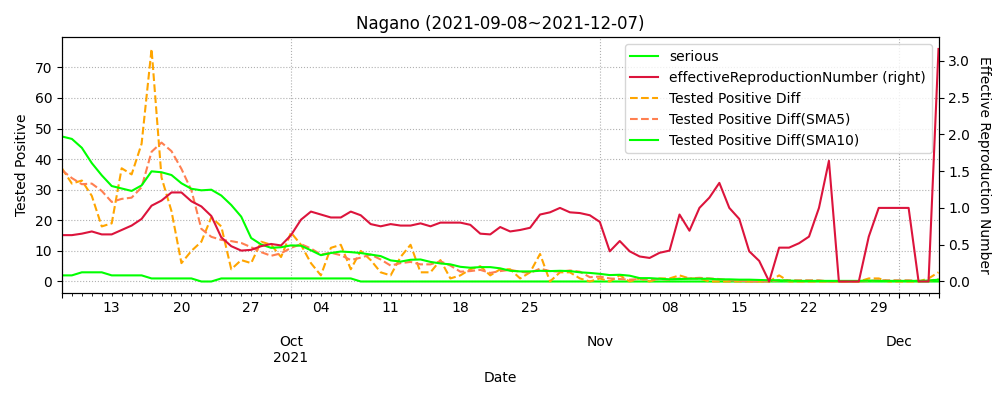 Nagano (2021-09-08~2021-12-07)
serious
effectiveReproductionNumber (right)
Tested Positive Diff
Tested Positive Diff(SMA5)
Tested Positive Diff(SMA10)
Tested Positive
70
60
50
40
30
20
10
0
3.0
2.5
2.0
1.5
1.0
0.5
0.0
Effective Reproduction Number
13 20 27 04 11 18 25 08 15 22 29
Oct Nov Dec
2021
Date